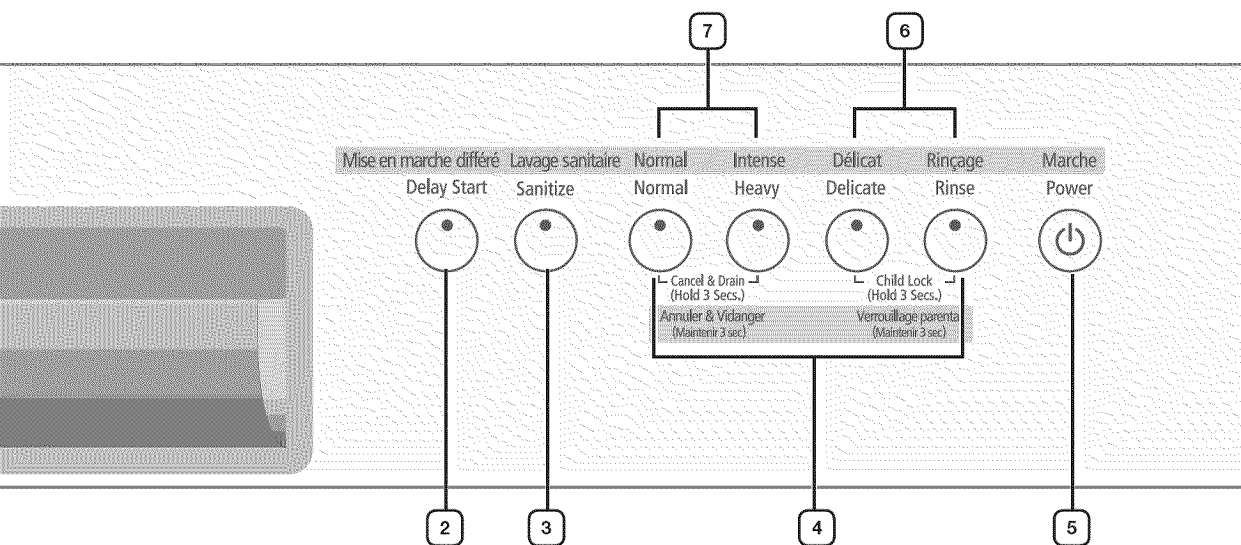 7 6
Mise en marche différé Lavage sanitaire Normal Intense Délicat Rinçage Marche
Delay Start Sanitize Normal Heavy Delicate Rinse Power
Cancel & Drain Child Lock
(Hold 3 Secs.) (Hold 3 Secs.)
Annuler & Vidanger Verrouillage parenta
(Maintenir 3 sec) (Maintenir 3 sec)
2 3 4 5